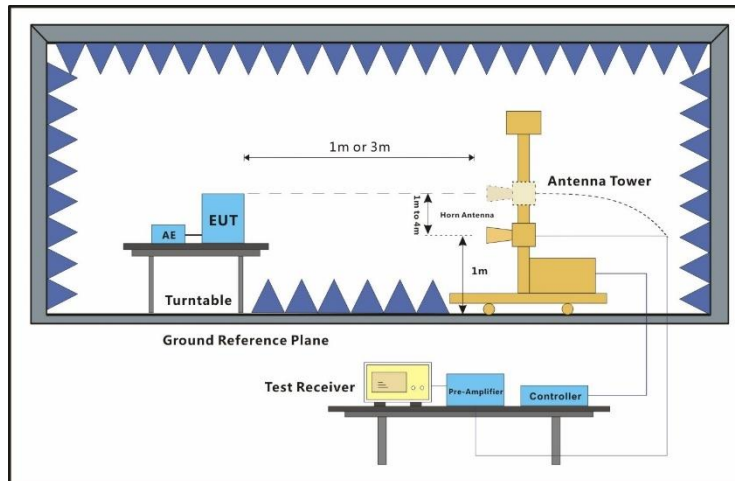 1m or 3m
Antenna Tower
1m to 4m
Horn Antenna
EUT
AE
1m
Turntable
Ground Reference Plane
Test Receiver
Pre-Amplifier
Controller